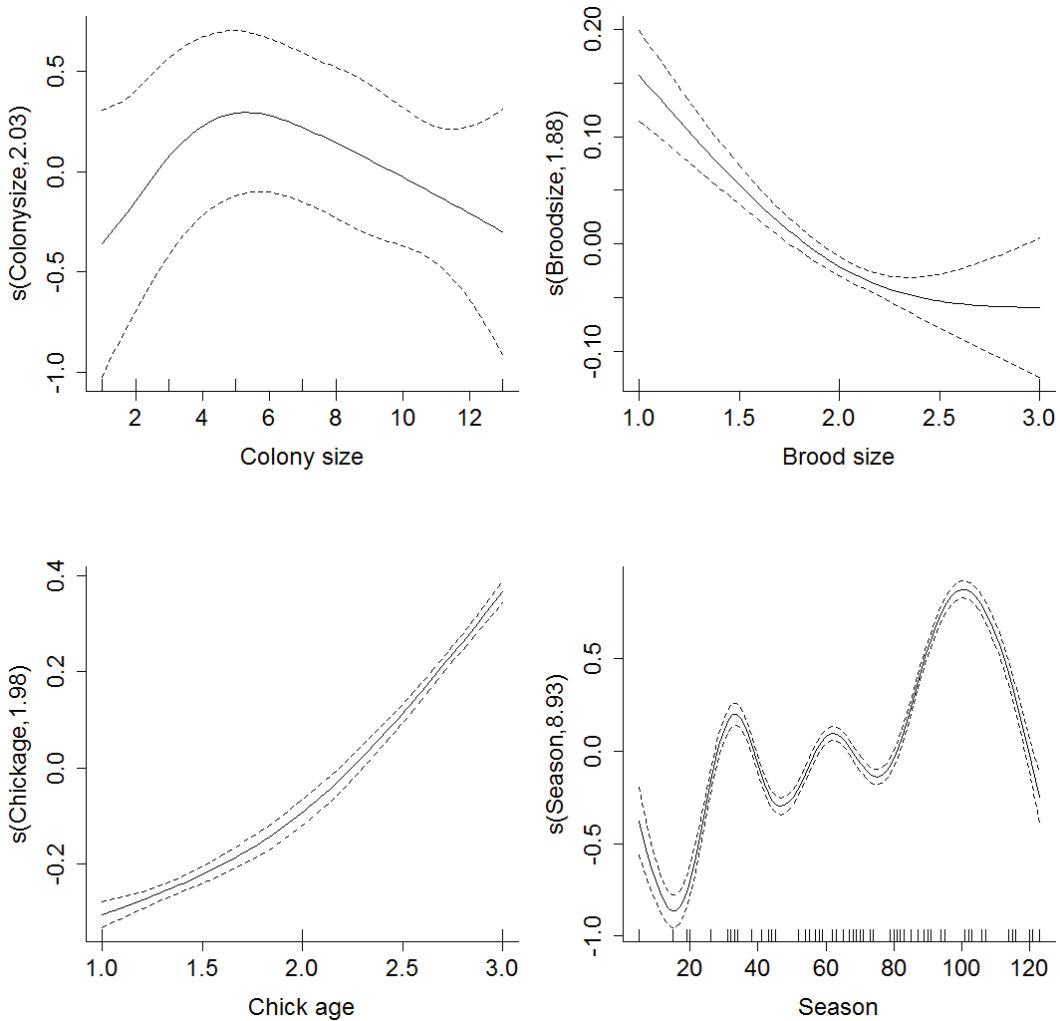 s(Colonysize,2.03)
0.5
0.0
-0.5
-1.0
2 4 6 8 10 12
Colony size
s(Broodsize,1.88)
0.20
0.10
0.00
-0.10
1.0 1.5 2.0 2.5 3.0
Brood size
s(Chickage,1.98)
0.4
0.2
0.0
-0.2
1.0 1.5 2.0 2.5 3.0
Chick age
s(Season,8.93)
0.5
0.0
-0.5
-1.0
20 40 60 80 100 120
Season